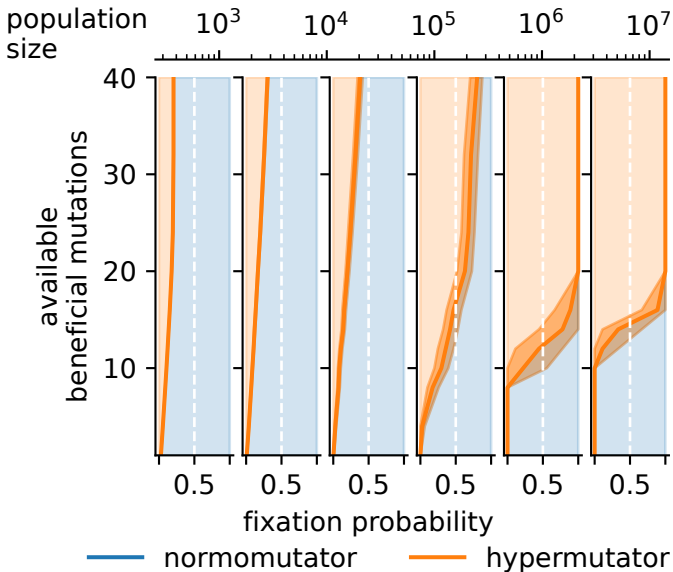 population size
10³ 10⁴ 10⁵ 10⁶ 10⁷
available beneficial mutations
40
30
20
10
0.5 0.5 0.5 0.5 0.5 0.5
fixation probability
normomutator hypermutator